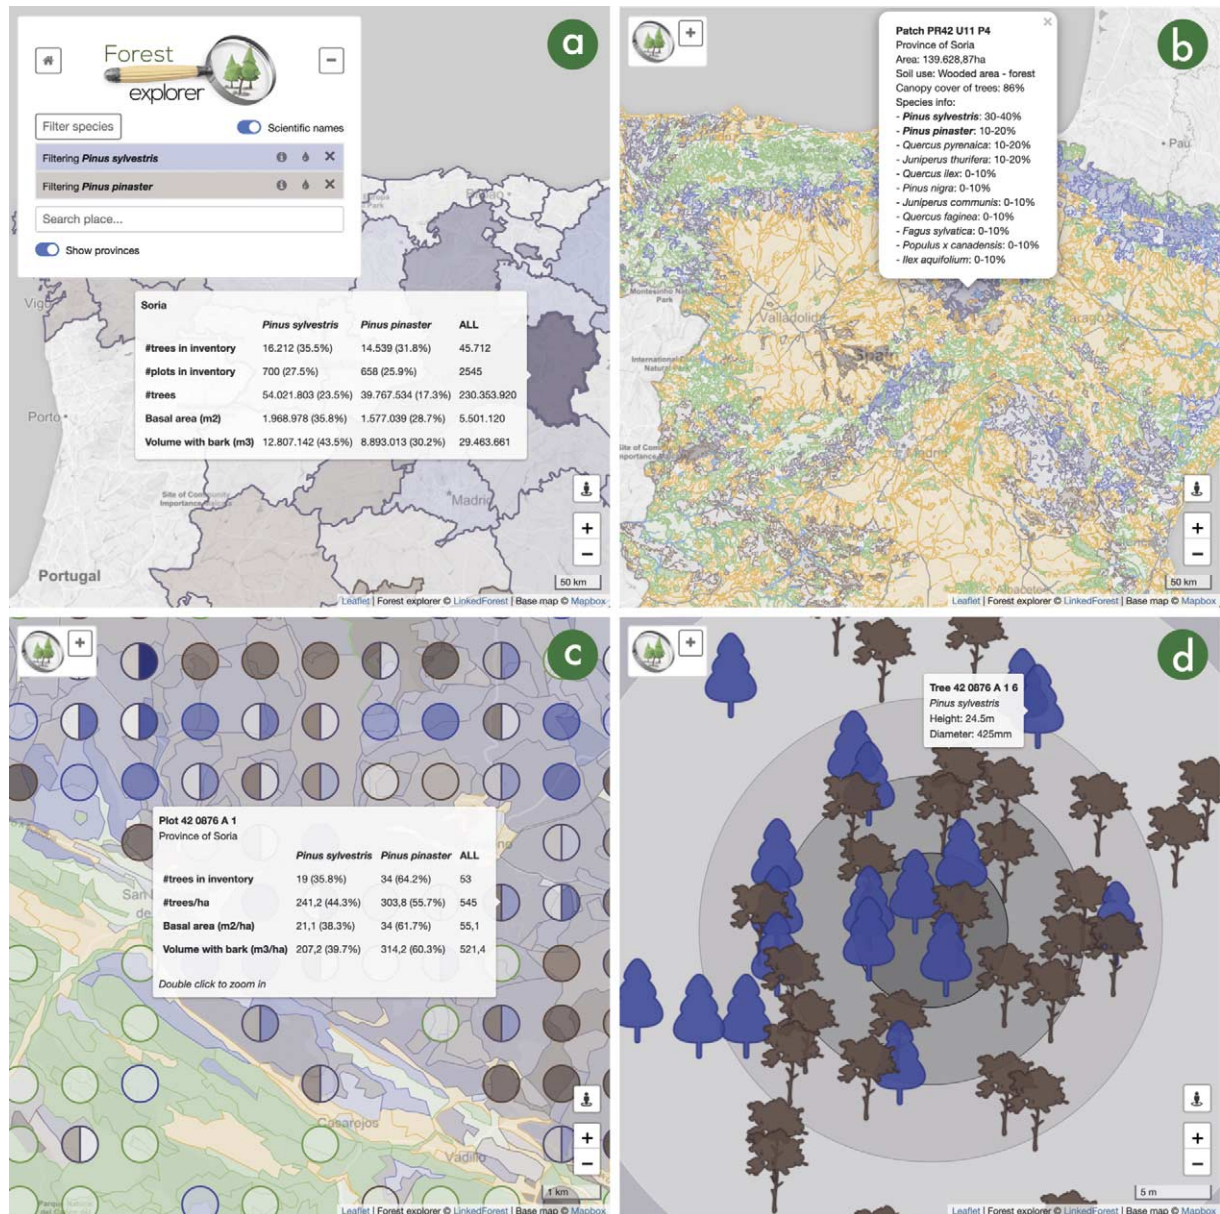 a
Forest
explorer
Filter species
Scientific names
Filtering Pinus sylvestris
Filtering Pinus pinaster
Search place...
Show provinces
Vigo
Soria
Pinus sylvestris Pinus pinaster ALL
#trees in inventory 16.212 (35.5%) 14.539 (31.8%) 45.712
#plots in inventory 700 (27.5%) 658 (25.9%) 2545
#trees 54.021.803 (23.5%) 39.767.534 (17.3%) 230.353.920
Basal area (m2) 1.968.978 (35.8%) 1.577.039 (28.7%) 5.501.120
Volume with bark (m3) 12.807.142 (43.5%) 8.893.013 (30.2%) 29.463.661
Porto
Madrid
Portugal
+
−
50 km
Leaflet | Forest explorer © LinkedForest | Base map © Mapbox
b
+
×
Patch PR42 U11 P4
Province of Soria
Area: 139.628,87ha
Soil use: Wooded area - forest
Canopy cover of trees: 86%
Species info:
- Pinus sylvestris: 30-40%
- Pinus pinaster: 10-20%
- Quercus pyrenaica: 10-20%
- Juniperus thurifera: 10-20%
- Quercus ilex: 0-10%
- Pinus nigra: 0-10%
- Juniperus communis: 0-10%
- Quercus faginea: 0-10%
- Fagus sylvatica: 0-10%
- Populus x canadensis: 0-10%
- Ilex aquifolium: 0-10%
Pau
Park
Valladolid
Spain
International
Madrid
Albacete
+
−
50 km
Leaflet | Forest explorer © LinkedForest | Base map © Mapbox
c
+
Plot 42 0876 A 1
Province of Soria
Pinus sylvestris Pinus pinaster ALL
#trees in inventory 19 (35.8%) 34 (64.2%) 53
#trees/ha 241,2 (44.3%) 303,8 (55.7%) 545
Basal area (m2/ha) 21,1 (38.3%) 34 (61.7%) 55,1
Volume with bark (m3/ha) 207,2 (39.7%) 314,2 (60.3%) 521,4
Double click to zoom in
Casarejos
Vadillo
+
−
1 km
Leaflet | Forest explorer © LinkedForest | Base map © Mapbox
d
+
Tree 42 0876 A 1 6
Pinus sylvestris
Height: 24.5m
Diameter: 425mm
+
−
5 m
Leaflet | Forest explorer © LinkedForest | Base map © Mapbox